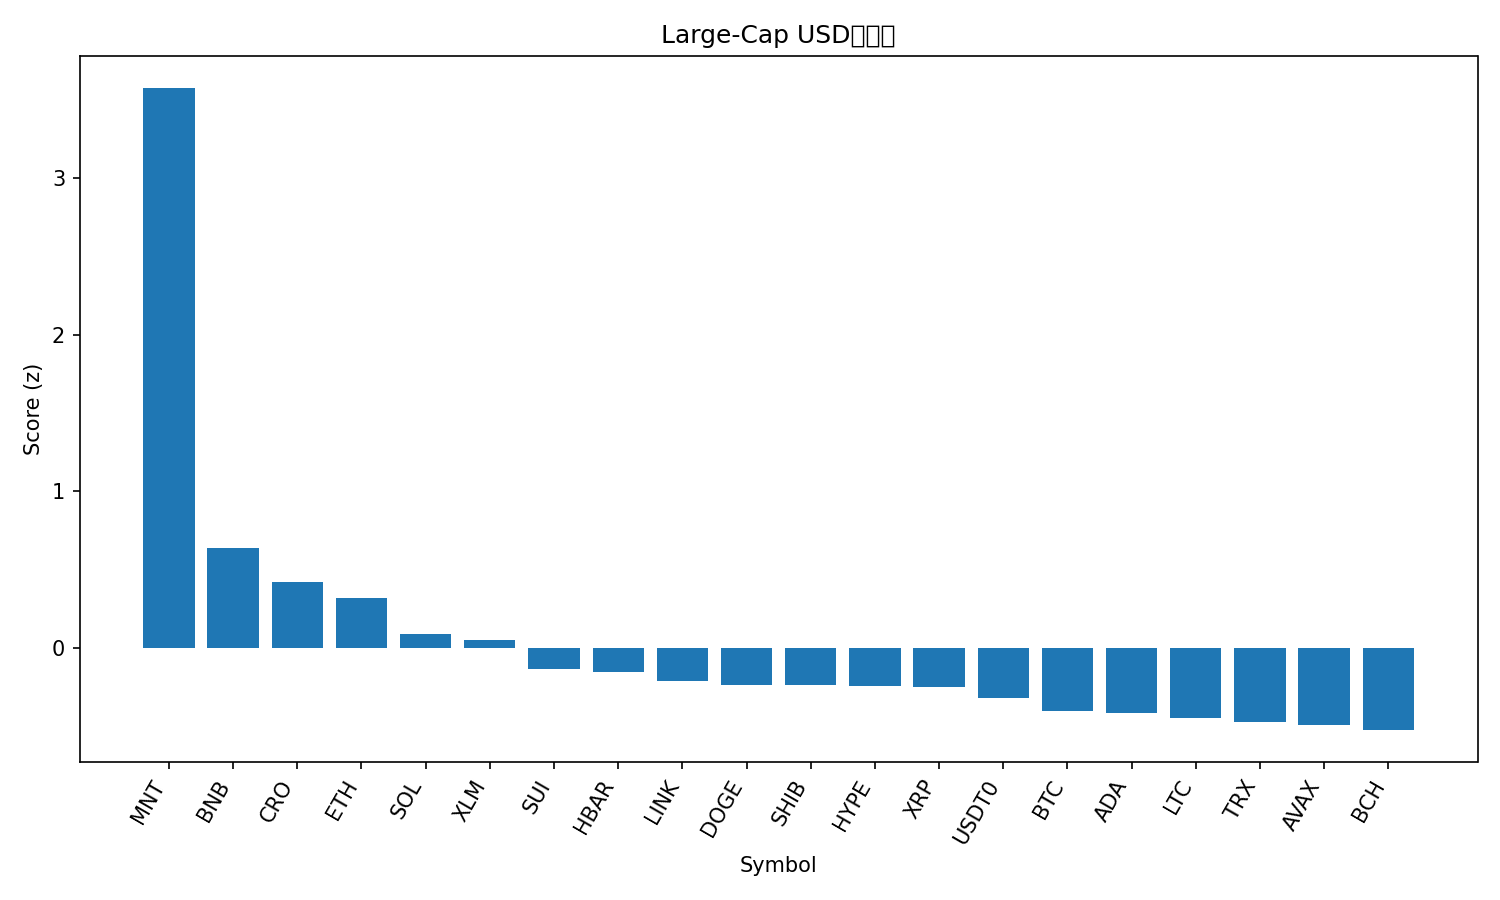 Large-Cap USD
Score (z)
3
2
1
0
MNT
BNB
CRO
ETH
SOL
XLM
SUI
HBAR
LINK
DOGE
SHIB
HYPE
XRP
USDT0
BTC
ADA
LTC
TRX
AVAX
BCH
Symbol